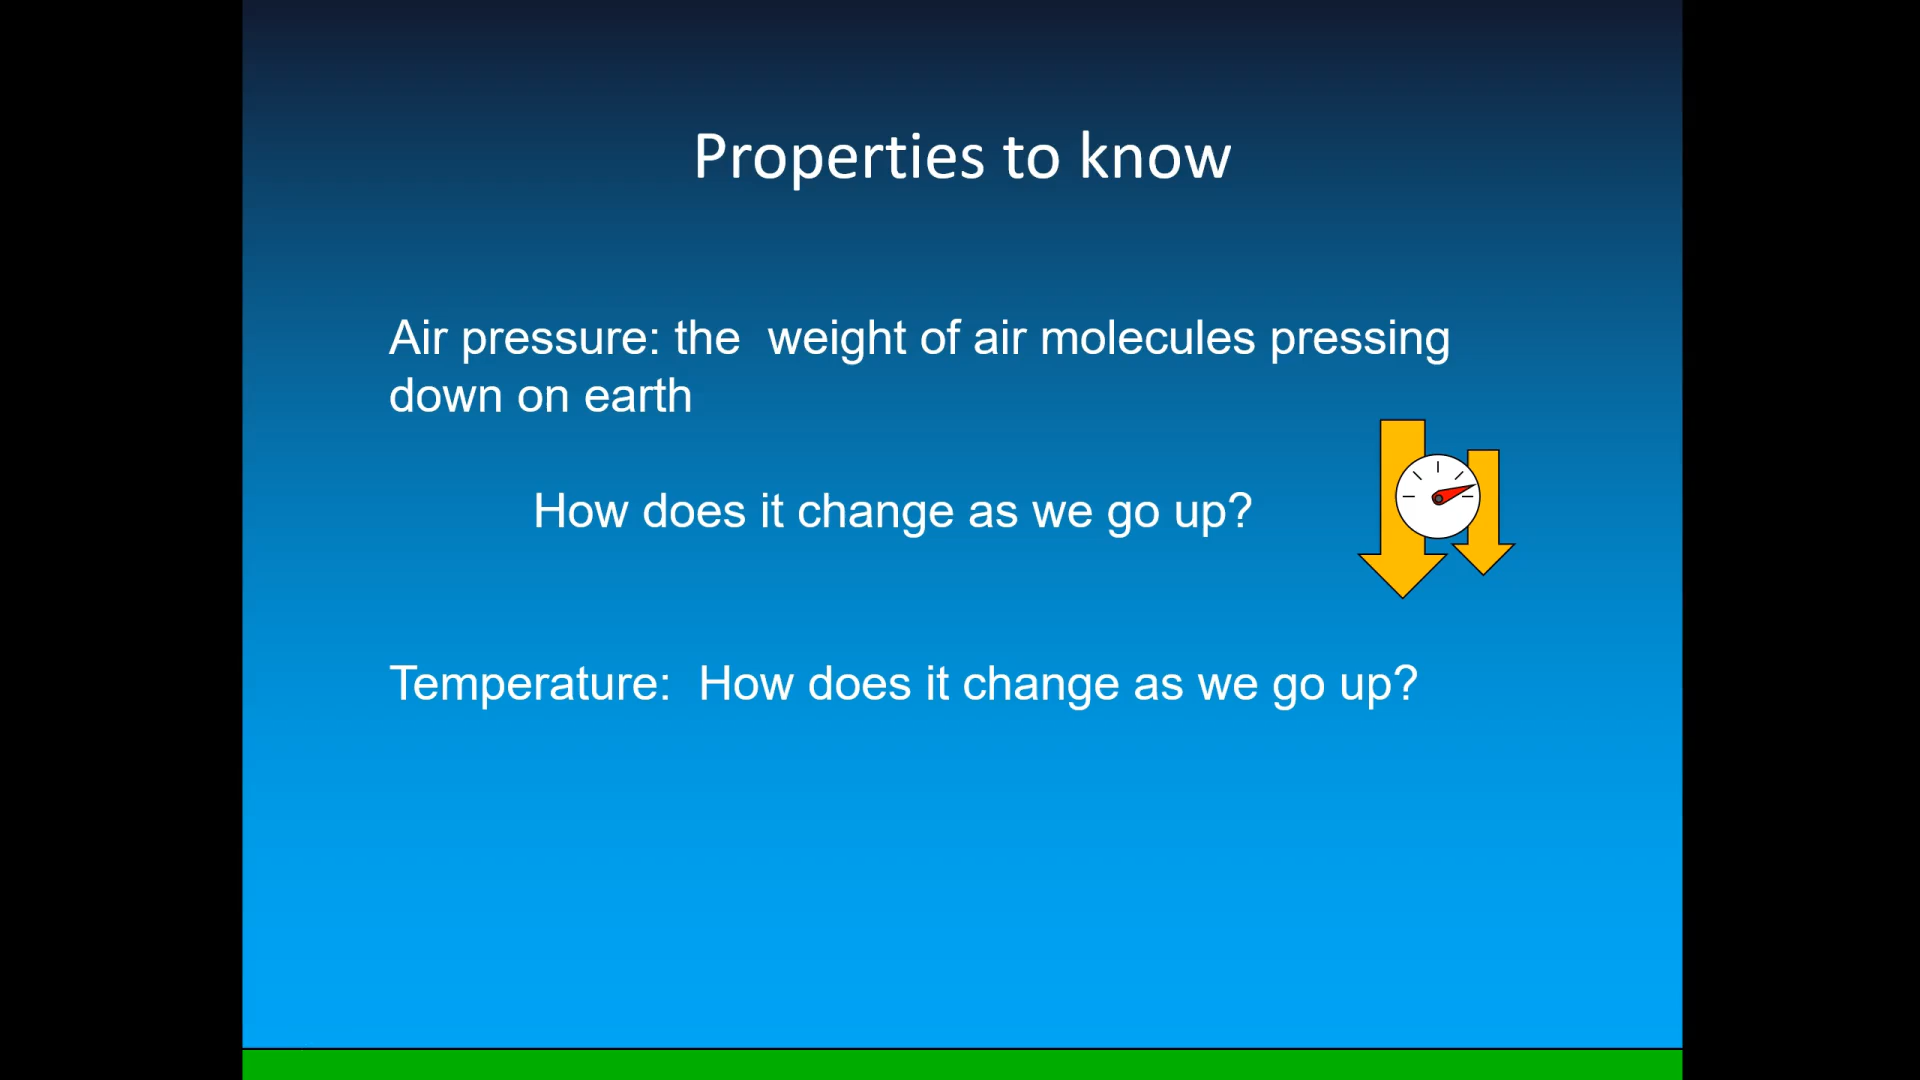 Properties to know
Air pressure: the  weight of air molecules pressing
down on earth
How does it change as we go up?
Temperature:  How does it change as we go up?